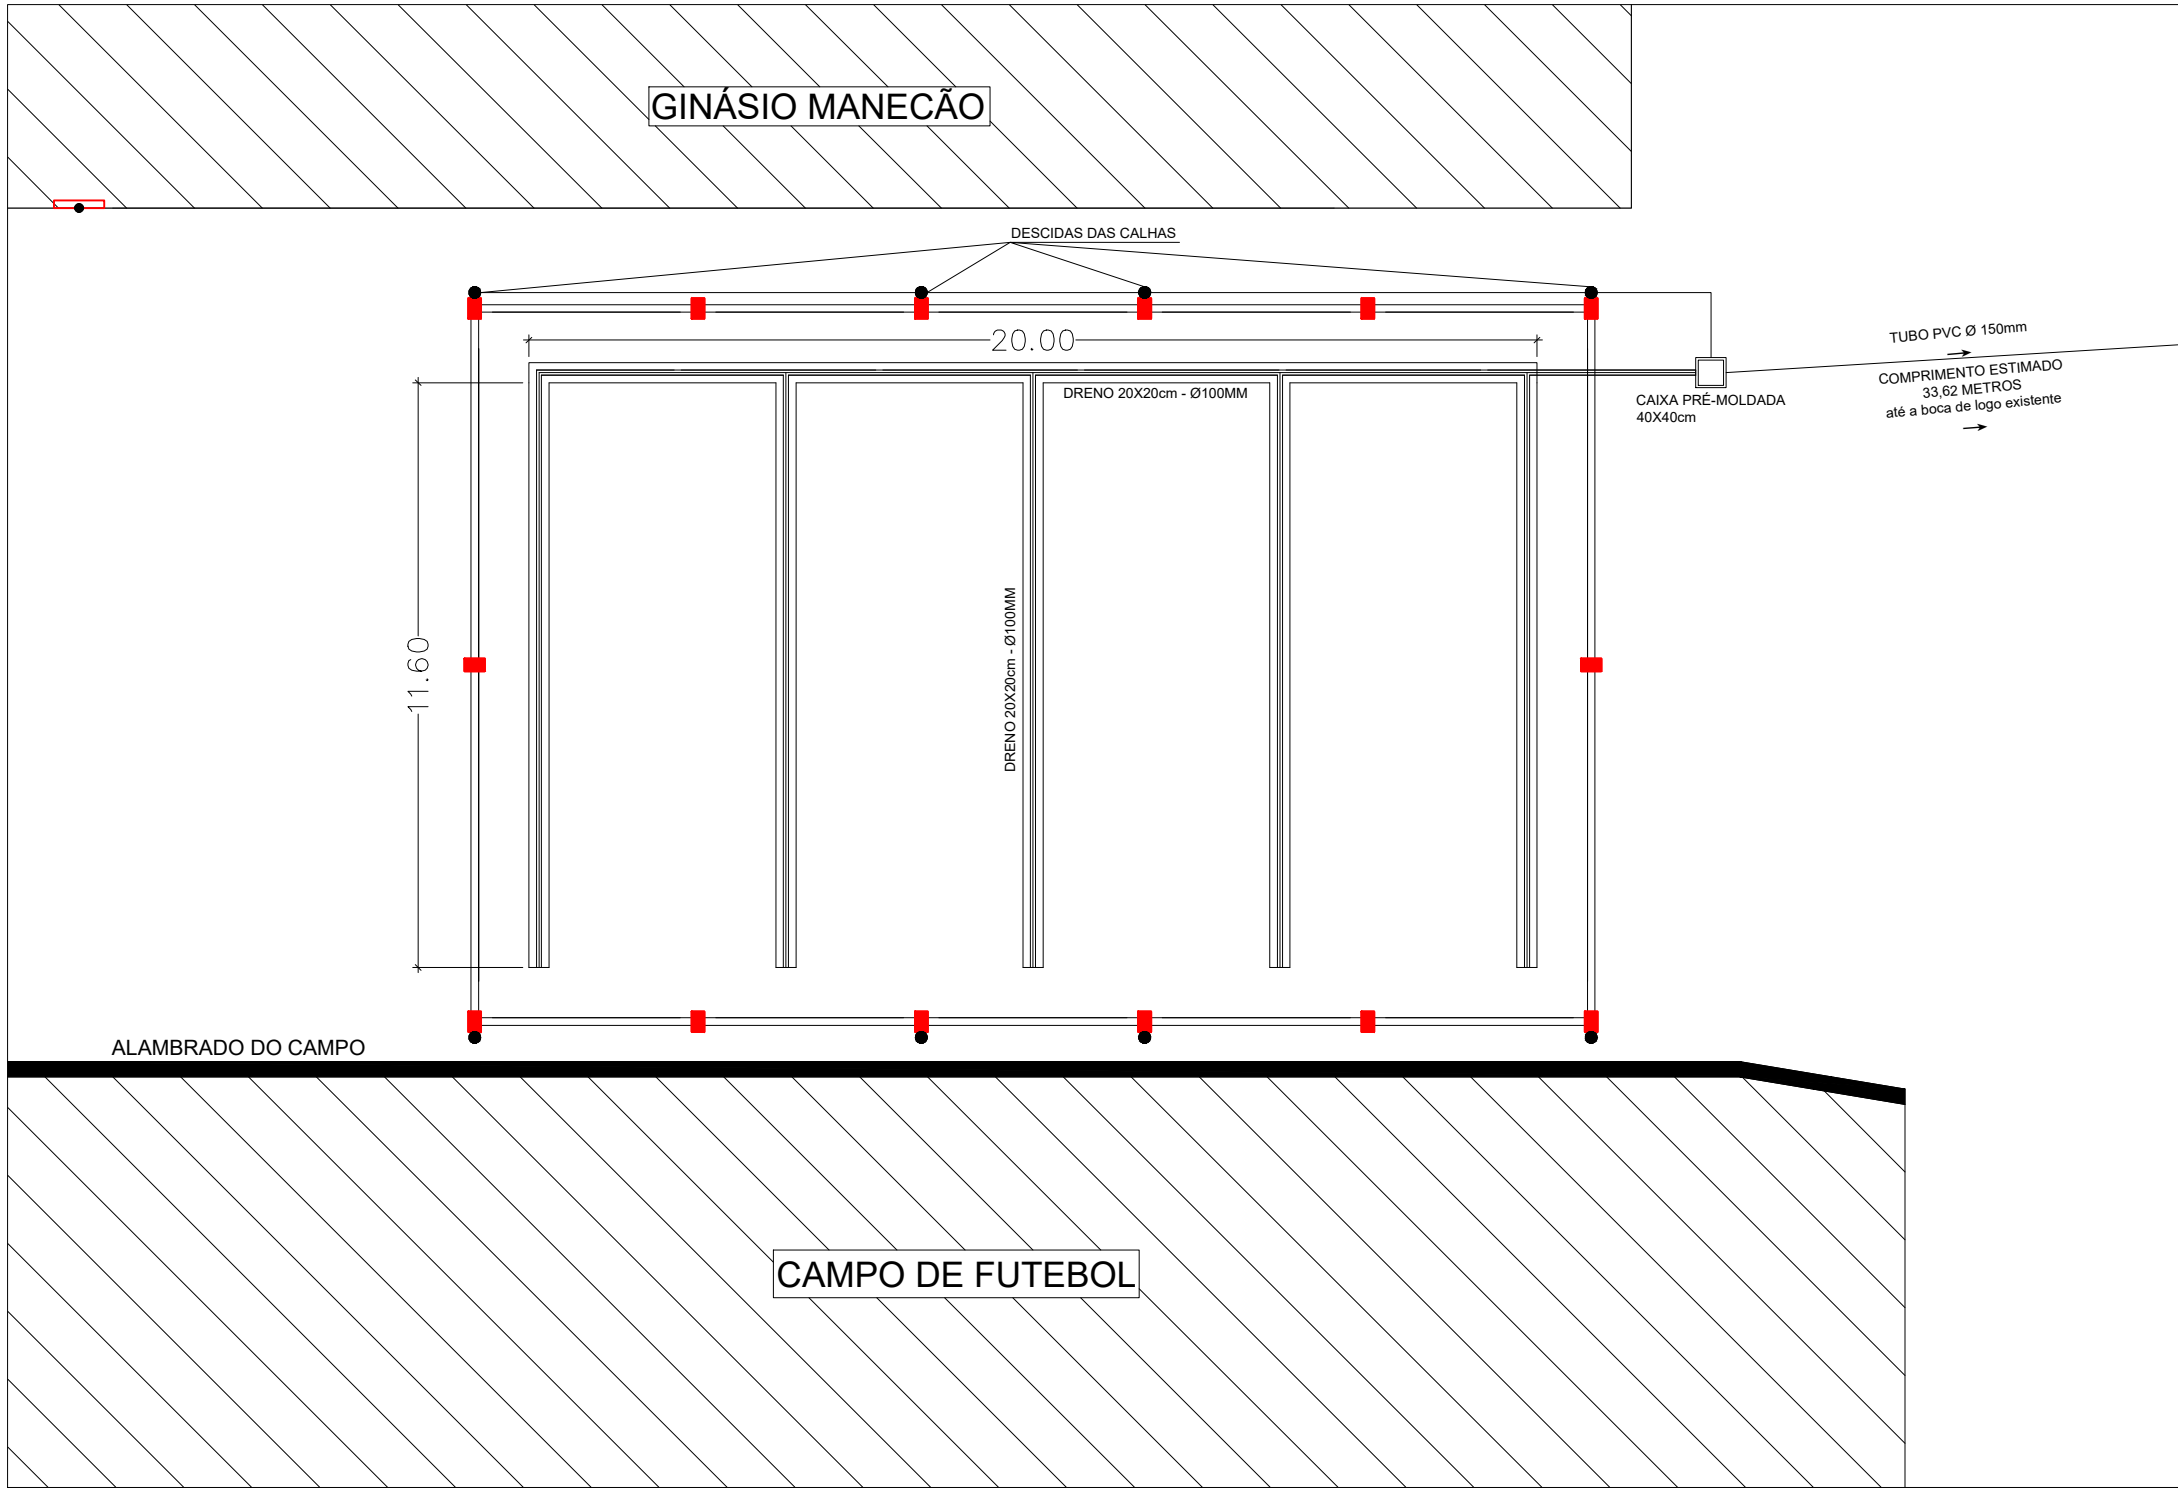 GINÁSIO MANECÃO
DESCIDAS DAS CALHAS
20.00
TUBO PVC Ø 150mm
COMPRIMENTO ESTIMADO
33,62 METROS
até a boca de logo existente
DRENO 20X20cm - Ø100MM
CAIXA PRÉ-MOLDADA
40X40cm
11.60
DRENO 20X20cm - Ø100MM
ALAMBRADO DO CAMPO
CAMPO DE FUTEBOL